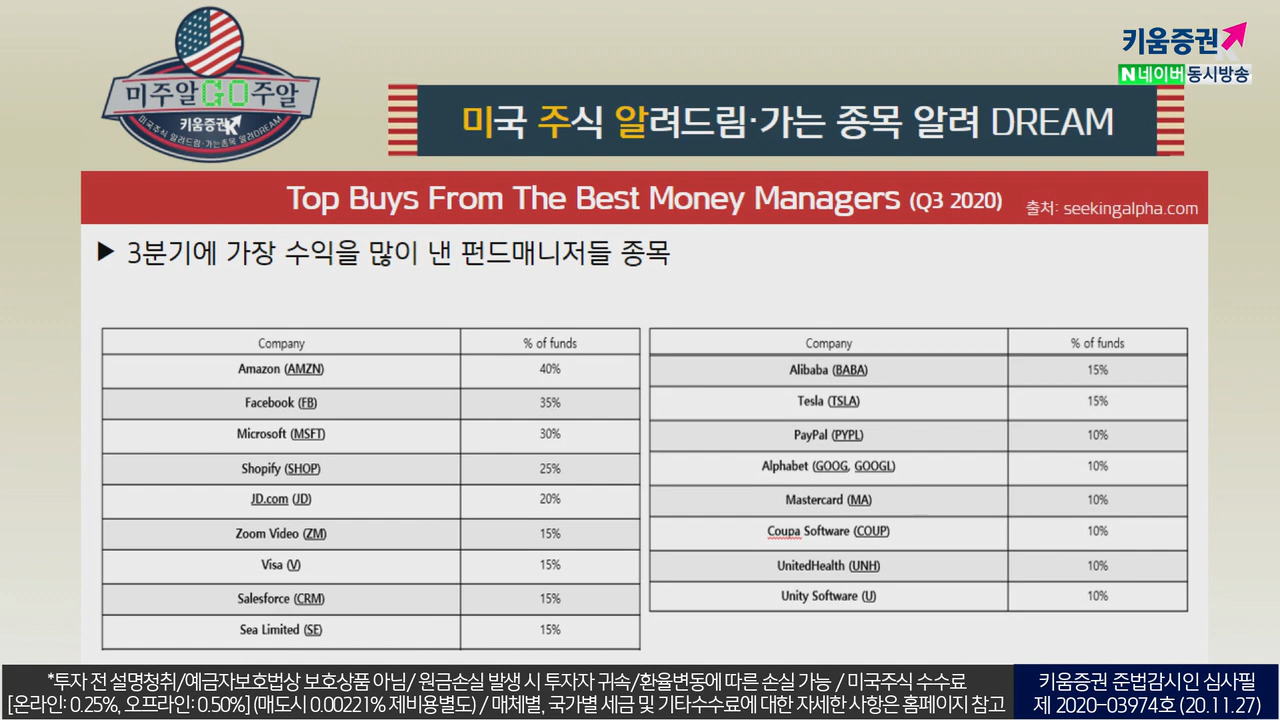 미주알GO주알
키움증권
미국주식 알려드림·가는종목 알려DREAM
키움증권
N 네이버 동시방송
미국 주식 알려드림·가는 종목 알려 DREAM
Top Buys From The Best Money Managers (Q3 2020) 출처: seekingalpha.com
▶ 3분기에 가장 수익을 많이 낸 펀드매니저들 종목
Company % of funds
Amazon (AMZN) 40%
Facebook (FB) 35%
Microsoft (MSFT) 30%
Shopify (SHOP) 25%
JD.com (JD) 20%
Zoom Video (ZM) 15%
Visa (V) 15%
Salesforce (CRM) 15%
Sea Limited (SE) 15%
Company % of funds
Alibaba (BABA) 15%
Tesla (TSLA) 15%
PayPal (PYPL) 10%
Alphabet (GOOG, GOOGL) 10%
Mastercard (MA) 10%
Coupa Software (COUP) 10%
UnitedHealth (UNH) 10%
Unity Software (U) 10%
*투자 전 설명청취/예금자보호법상 보호상품 아님/ 원금손실 발생 시 투자자 귀속/환율변동에 따른 손실 가능 / 미국주식 수수료
[온라인: 0.25%, 오프라인: 0.50%] (매도시 0.00221% 제비용별도) / 매체별, 국가별 세금 및 기타수수료에 대한 자세한 사항은 홈페이지 참고
키움증권 준법감시인 심사필
제 2020-03974호 (20.11.27)